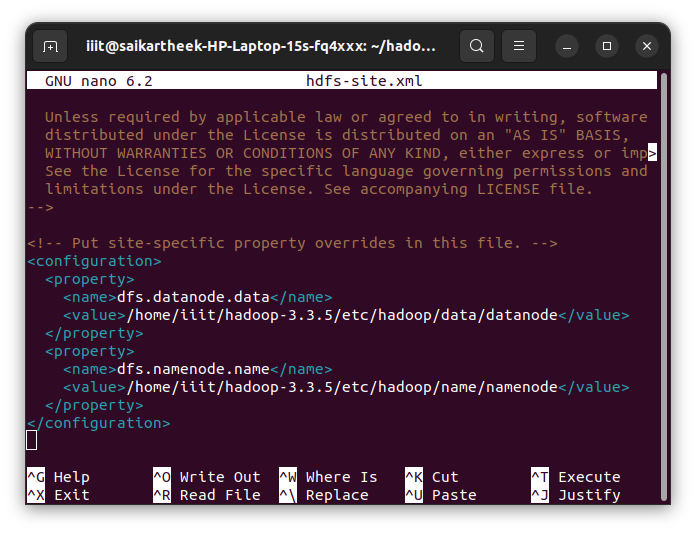 iiit@saikartheek-HP-Laptop-15s-fq4xxx: ~/hado...
GNU nano 6.2 hdfs-site.xml
Unless required by applicable law or agreed to in writing, software
distributed under the License is distributed on an "AS IS" BASIS,
WITHOUT WARRANTIES OR CONDITIONS OF ANY KIND, either express or imp>
See the License for the specific language governing permissions and
limitations under the License. See accompanying LICENSE file.
-->
<!-- Put site-specific property overrides in this file. -->
<configuration>
<property>
<name>dfs.datanode.data</name>
<value>/home/iiit/hadoop-3.3.5/etc/hadoop/data/datanode</value>
</property>
<property>
<name>dfs.namenode.name</name>
<value>/home/iiit/hadoop-3.3.5/etc/hadoop/name/namenode</value>
</property>
</configuration>
^G Help ^O Write Out ^W Where Is ^K Cut ^T Execute
^X Exit ^R Read File ^\ Replace ^U Paste ^J Justify